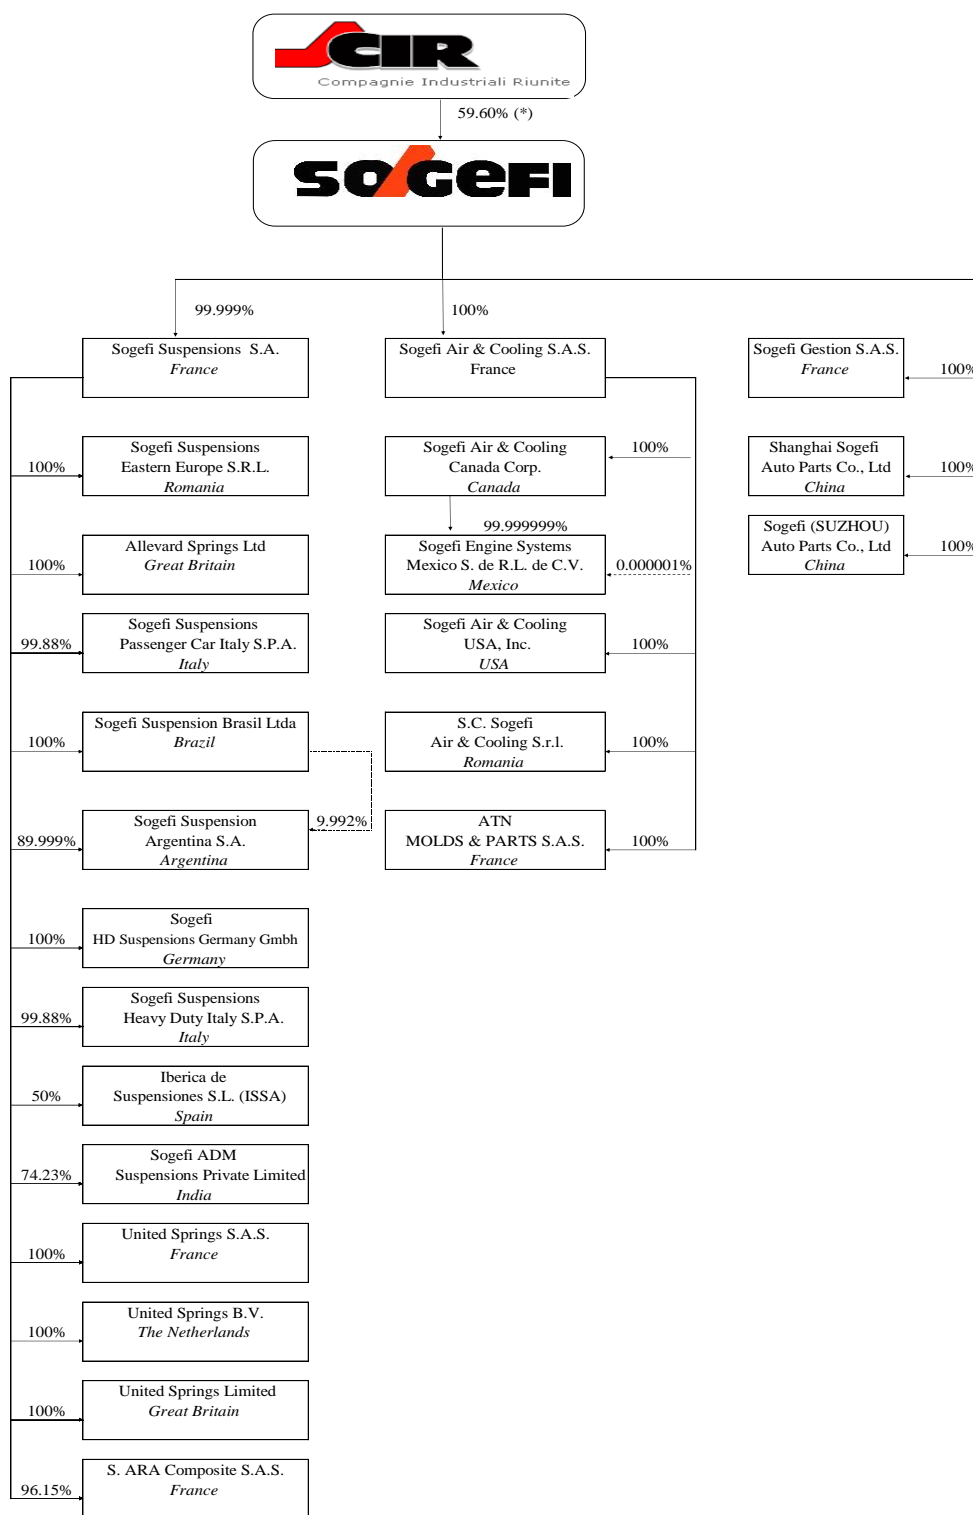 CIR
Compagnie Industriali Riunite
59.60% (*)
SOGEFI
99.999%
100%
Sogefi Suspensions S.A.
France
Sogefi Air & Cooling S.A.S.
France
Sogefi Gestion S.A.S.
France
100%
100%
Sogefi Suspensions
Eastern Europe S.R.L.
Romania
Sogefi Air & Cooling
Canada Corp.
Canada
100%
Shanghai Sogefi
Auto Parts Co., Ltd
China
100%
99.999999%
100%
Allevard Springs Ltd
Great Britain
Sogefi Engine Systems
Mexico S. de R.L. de C.V.
Mexico
0.000001%
Sogefi (SUZHOU)
Auto Parts Co., Ltd
China
100%
99.88%
Sogefi Suspensions
Passenger Car Italy S.P.A.
Italy
Sogefi Air & Cooling
USA, Inc.
USA
100%
100%
Sogefi Suspension Brasil Ltda
Brazil
S.C. Sogefi
Air & Cooling S.r.l.
Romania
100%
89.999%
Sogefi Suspension
Argentina S.A.
Argentina
9.992%
ATN
MOLDS & PARTS S.A.S.
France
100%
100%
Sogefi
HD Suspensions Germany Gmbh
Germany
99.88%
Sogefi Suspensions
Heavy Duty Italy S.P.A.
Italy
50%
Iberica de
Suspensiones S.L. (ISSA)
Spain
74.23%
Sogefi ADM
Suspensions Private Limited
India
100%
United Springs S.A.S.
France
100%
United Springs B.V.
The Netherlands
100%
United Springs Limited
Great Britain
96.15%
S. ARA Composite S.A.S.
France